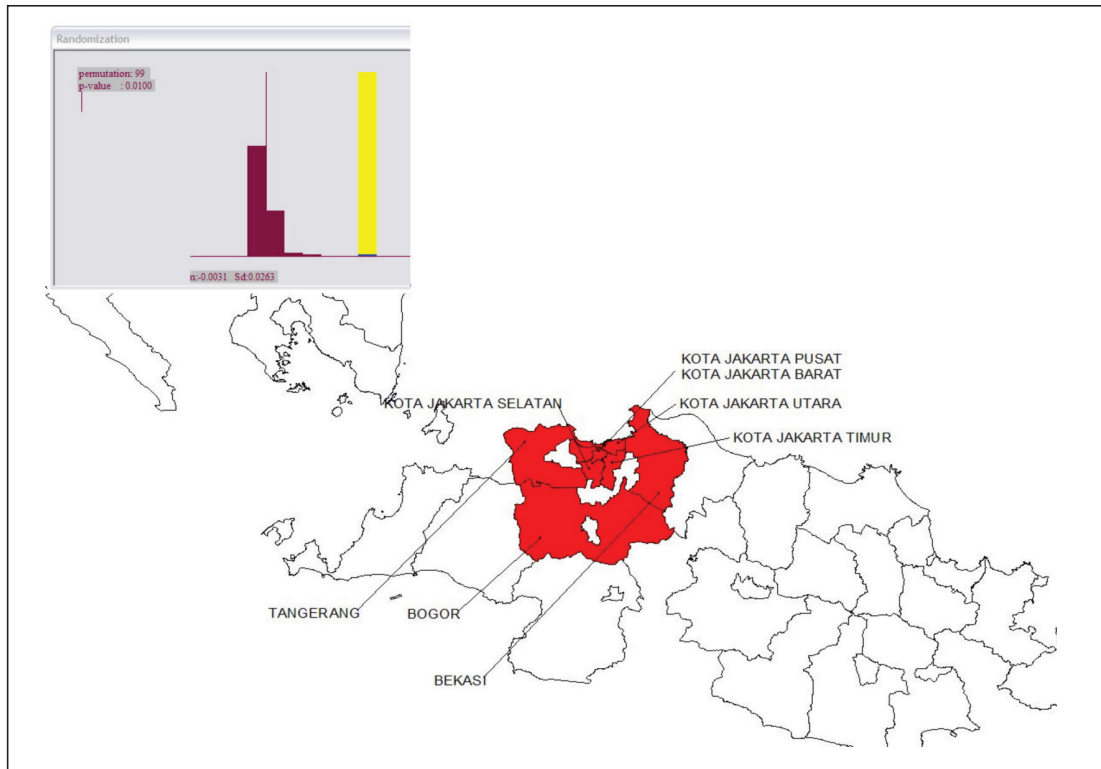 Randomization
permutation: 99
p-value : 0.0100
n:-0.0031 Sd:0.0263
KOTA JAKARTA PUSAT
KOTA JAKARTA BARAT
KOTA JAKARTA SELATAN
KOTA JAKARTA UTARA
KOTA JAKARTA TIMUR
TANGERANG
BOGOR
BEKASI